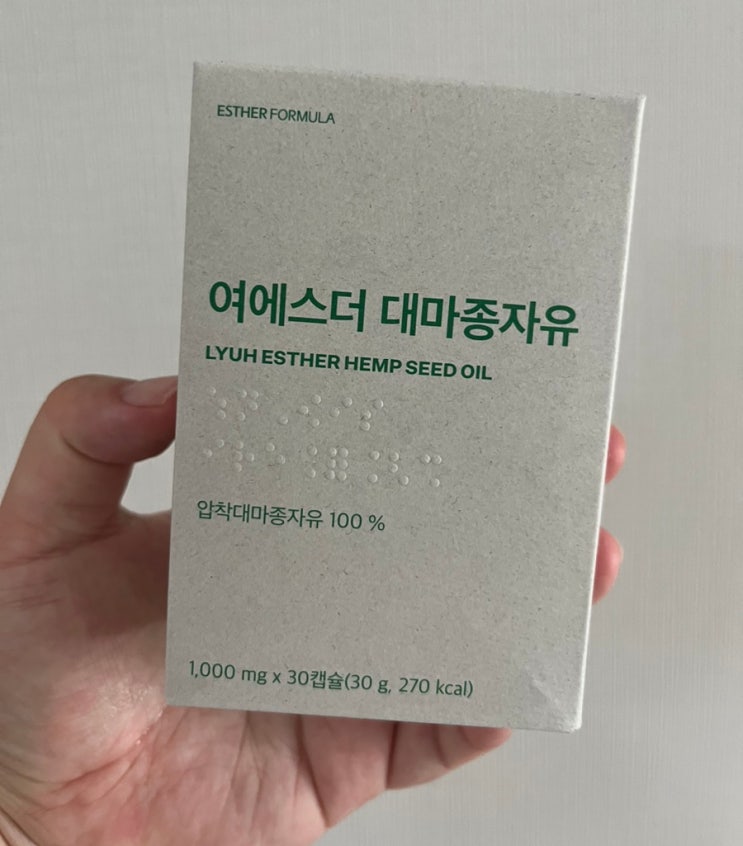 ESTHER FORMULA
여에스더 대마종자유
LYUH ESTHER HEMP SEED OIL
압착대마종자유 100 %
1,000 mg x 30캡슐(30 g, 270 kcal)